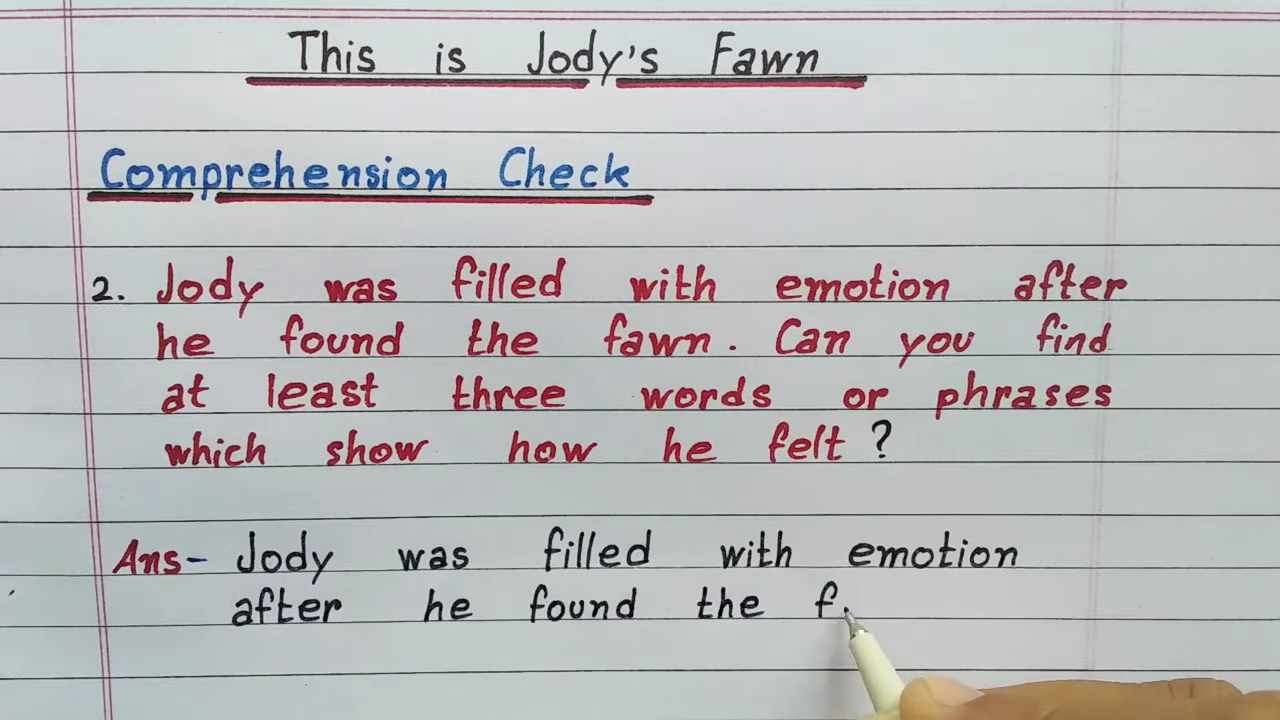 This is Jody's Fawn
Comprehension Check
2. Jody was filled with emotion after
he found the fawn. Can you find
at least three words or phrases
which show how he felt?
Ans- Jody was filled with emotion
after he found the f